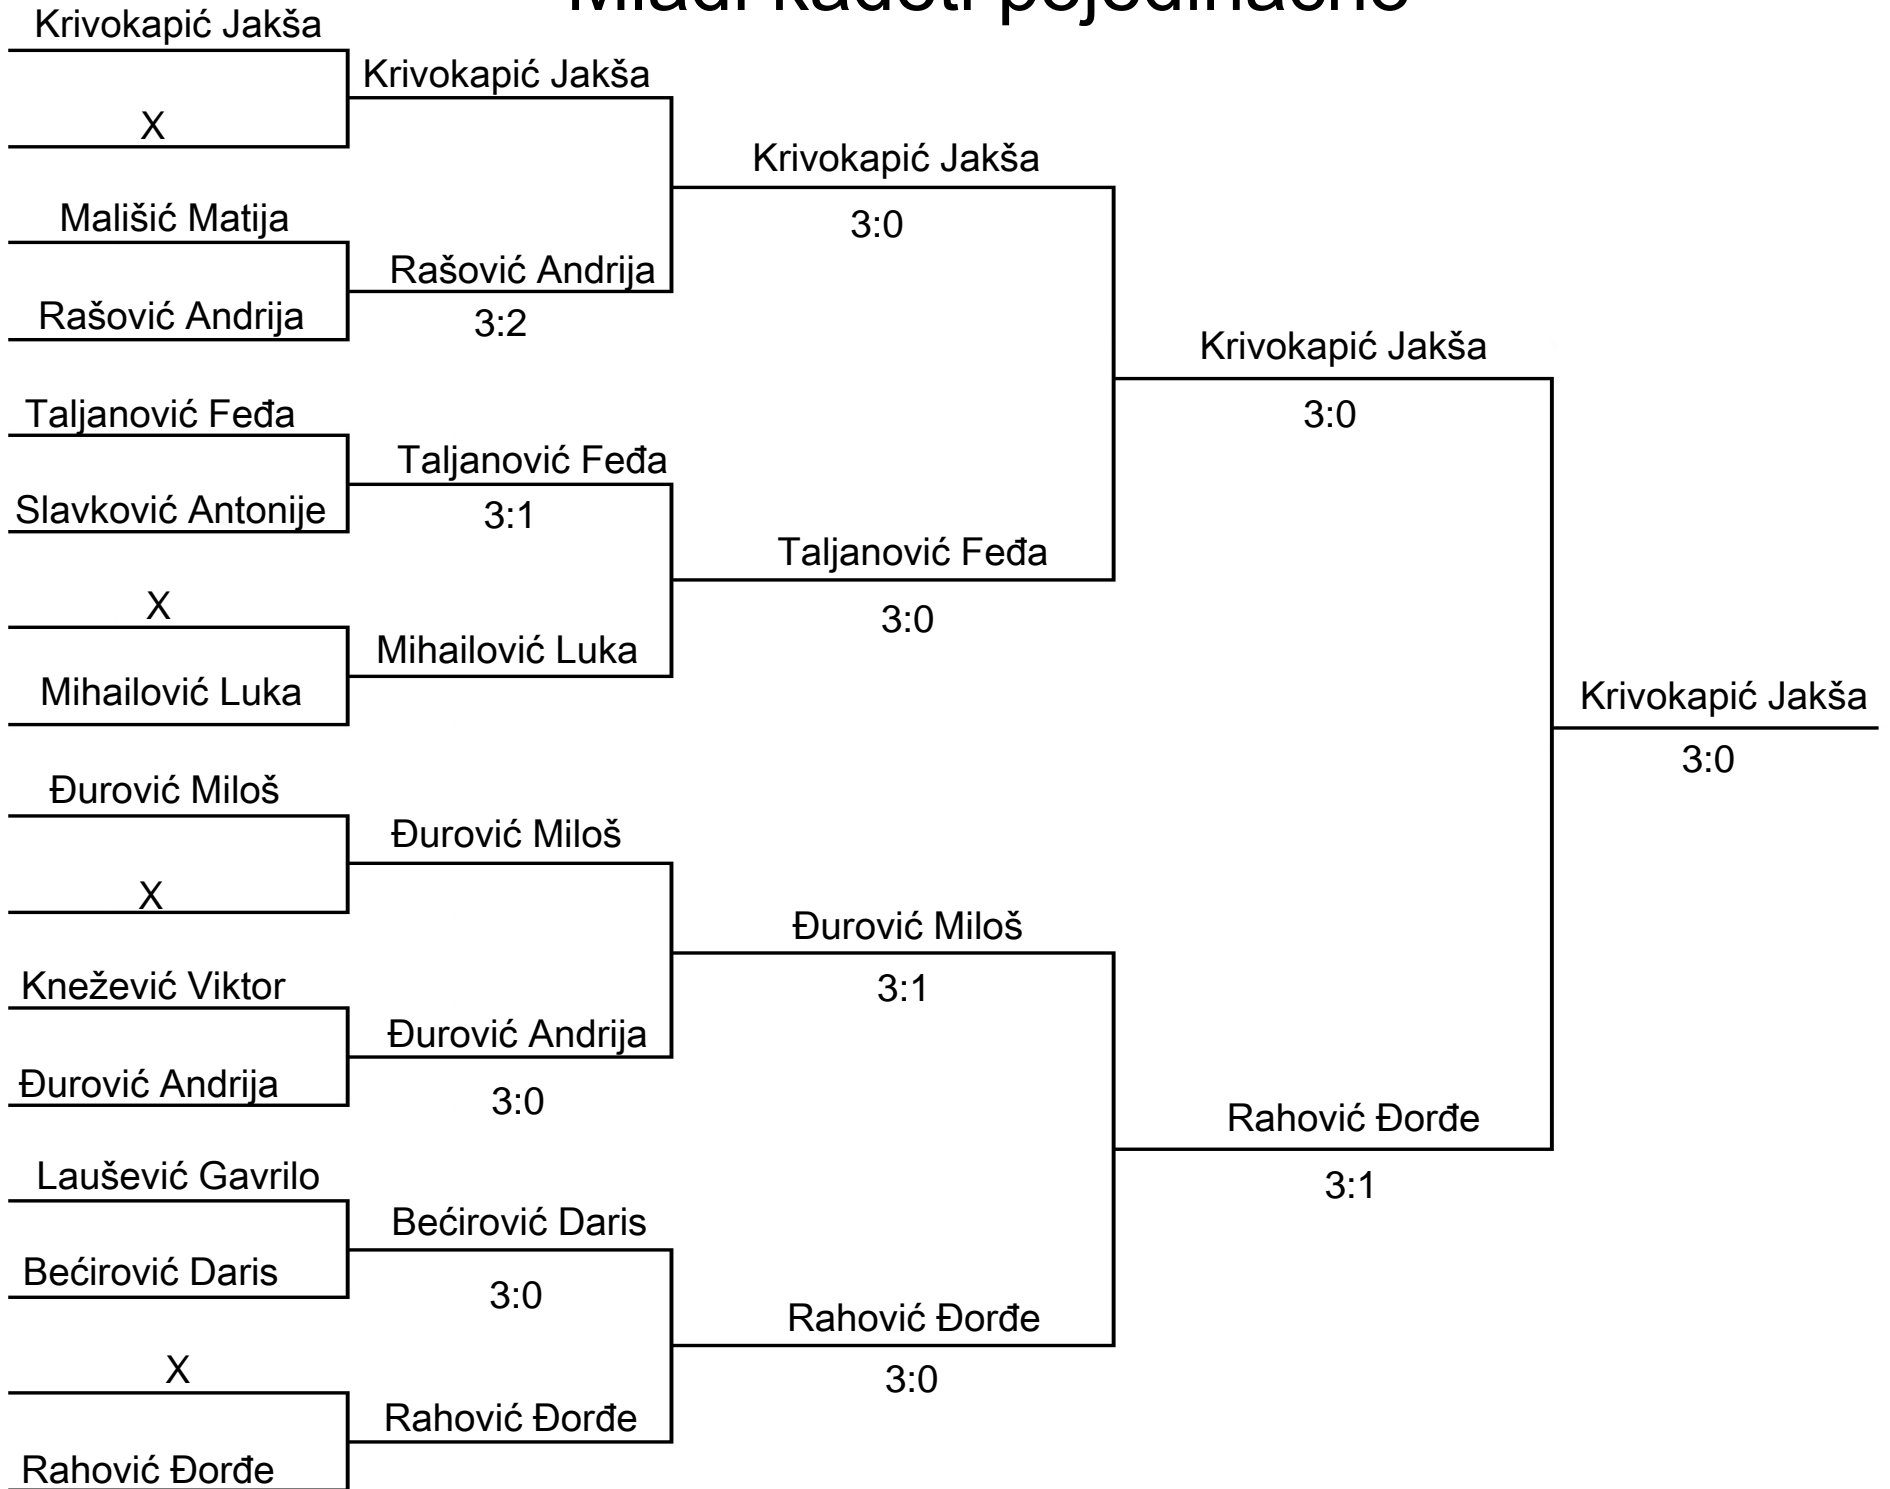 Mlađi kadeti pojedinačno
Krivokapić Jakša
X
Mališić Matija
Rašović Andrija
Taljanović Feđa
Slavković Antonije
X
Mihailović Luka
Đurović Miloš
X
Knežević Viktor
Đurović Andrija
Laušević Gavrilo
Bećirović Daris
X
Rahović Đorđe
Krivokapić Jakša
Rašović Andrija
3:2
Taljanović Feđa
3:1
Mihailović Luka
Đurović Miloš
Đurović Andrija
3:0
Bećirović Daris
3:0
Rahović Đorđe
Krivokapić Jakša
3:0
Taljanović Feđa
3:0
Đurović Miloš
3:1
Rahović Đorđe
3:0
Krivokapić Jakša
3:0
Rahović Đorđe
3:1
Krivokapić Jakša
3:0